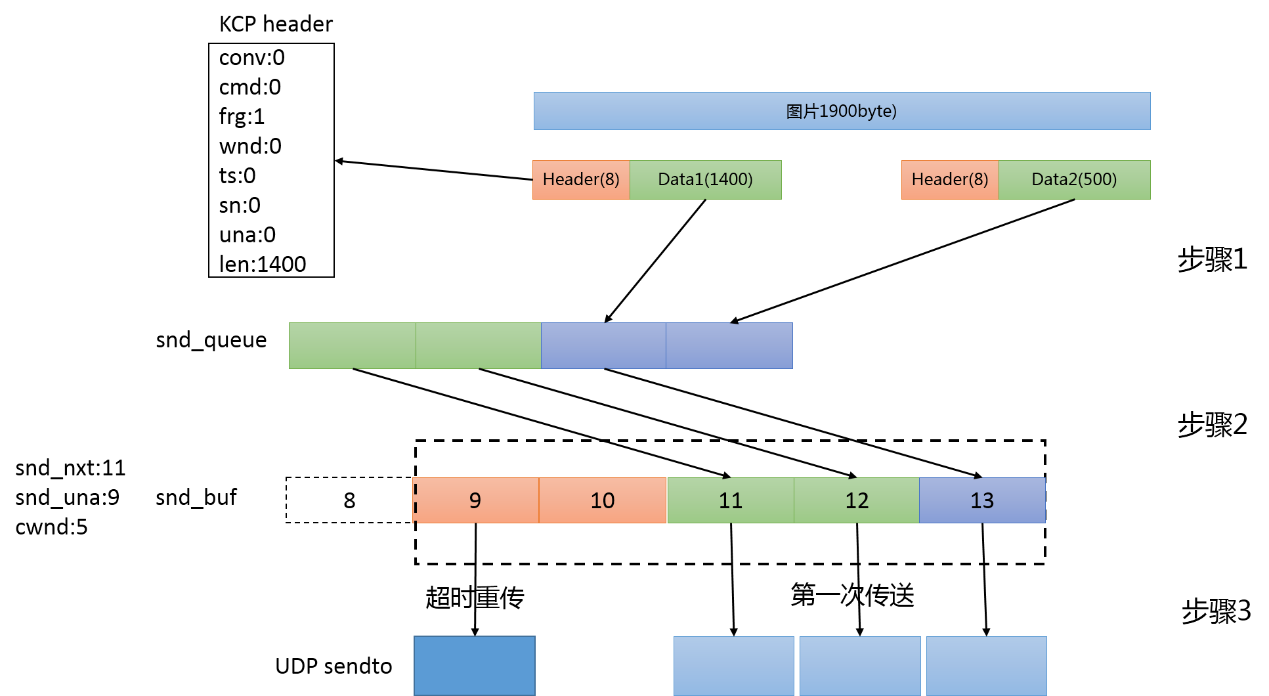 KCP header
conv:0
cmd:0
frg:1
wnd:0
ts:0
sn:0
una:0
len:1400
图片1900byte)
Header(8)
Data1(1400)
Header(8)
Data2(500)
步骤1
snd_queue
步骤2
snd_nxt:11
snd_una:9
cwnd:5
snd_buf
8
9
10
11
12
13
超时重传
第一次传送
步骤3
UDP sendto